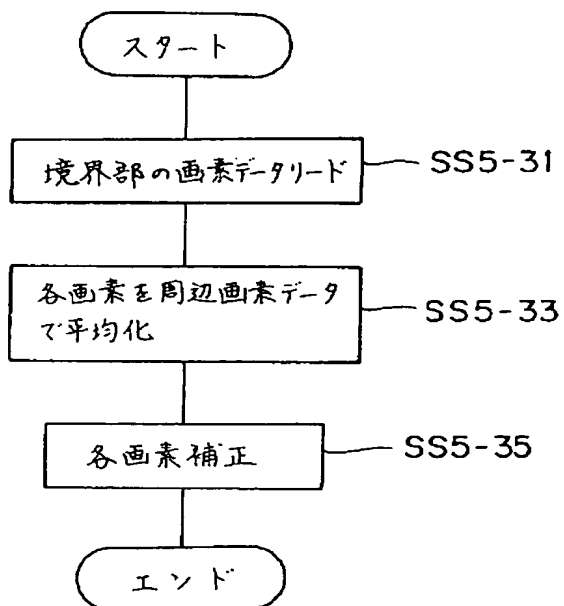 スタート
境界部の画素データリード
SS5-31
各画素を周辺画素データ
で平均化
SS5-33
各画素補正
SS5-35
エンド